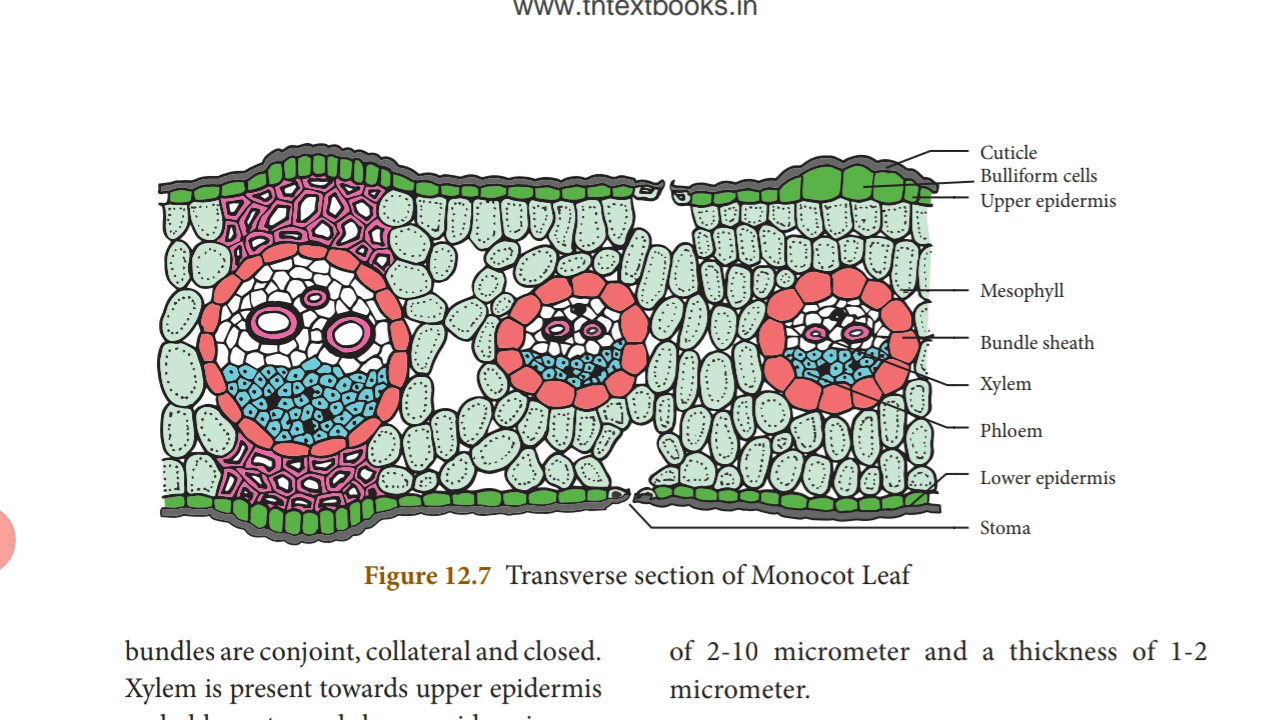 www.tntextbooks.in
Cuticle
Bulliform cells
Upper epidermis
Mesophyll
Bundle sheath
Xylem
Phloem
Lower epidermis
Stoma
Figure 12.7 Transverse section of Monocot Leaf
bundles are conjoint, collateral and closed.
Xylem is present towards upper epidermis
of 2-10 micrometer and a thickness of 1-2
micrometer.